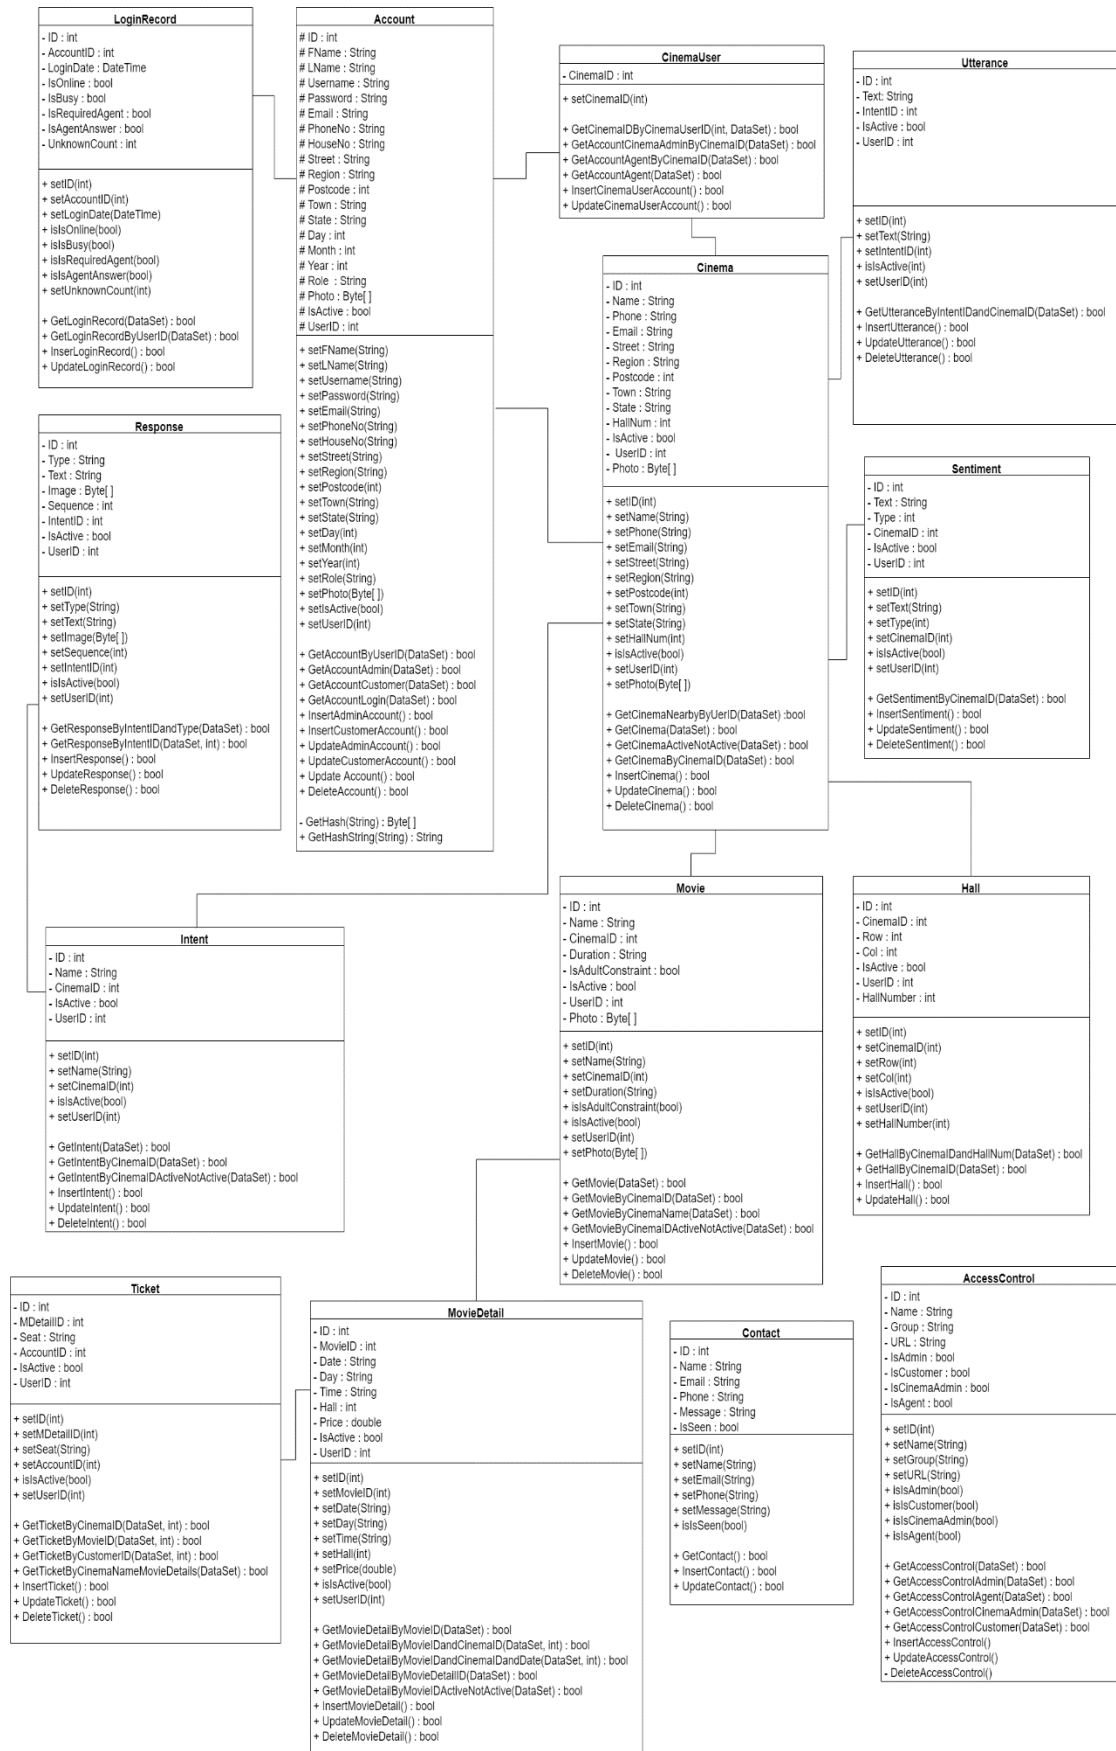 LoginRecord
- ID : int
- AccountID : int
- LoginDate : DateTime
- IsOnline : bool
- IsBusy : bool
- IsRequiredAgent : bool
- IsAgentAnswer : bool
- UnknownCount : int
+ setID(int)
+ setAccountID(int)
+ setLoginDate(DateTime)
+ isIsOnline(bool)
+ isIsBusy(bool)
+ isIsRequiredAgent(bool)
+ isIsAgentAnswer(bool)
+ setUnknownCount(int)
+ GetLoginRecord(DataSet) : bool
+ GetLoginRecordByUserID(DataSet) : bool
+ InserLoginRecord() : bool
+ UpdateLoginRecord() : bool
Account
# ID : int
# FName : String
# LName : String
# Username : String
# Password : String
# Email : String
# PhoneNo : String
# HouseNo : String
# Street : String
# Region : String
# Postcode : int
# Town : String
# State : String
# Day : int
# Month : int
# Year : int
# Role : String
# Photo : Byte[ ]
# IsActive : bool
# UserID : int
+ setFName(String)
+ setLName(String)
+ setUsername(String)
+ setPassword(String)
+ setEmail(String)
+ setPhoneNo(String)
+ setHouseNo(String)
+ setStreet(String)
+ setRegion(String)
+ setPostcode(int)
+ setTown(String)
+ setState(String)
+ setDay(int)
+ setMonth(int)
+ setYear(int)
+ setRole(String)
+ setPhoto(Byte[ ])
+ setIsActive(bool)
+ setUserID(int)
+ GetAccountByUserID(DataSet) : bool
+ GetAccountAdmin(DataSet) : bool
+ GetAccountCustomer(DataSet) : bool
+ GetAccountLogin(DataSet) : bool
+ InsertAdminAccount() : bool
+ InsertCustomerAccount() : bool
+ UpdateAdminAccount() : bool
+ UpdateCustomerAccount() : bool
+ Update Account() : bool
+ DeleteAccount() : bool
- GetHash(String) : Byte[ ]
+ GetHashString(String) : String
CinemaUser
- CinemaID : int
+ setCinemaID(int)
+ GetCinemaIDByCinemaUserID(int, DataSet) : bool
+ GetAccountCinemaAdminByCinemaID(DataSet) : bool
+ GetAccountAgentByCinemaID(DataSet) : bool
+ GetAccountAgent(DataSet) : bool
+ InsertCinemaUserAccount() : bool
+ UpdateCinemaUserAccount() : bool
Utterance
- ID : int
- Text: String
- IntentID : int
- IsActive : bool
- UserID : int
+ setID(int)
+ setText(String)
+ setIntentID(int)
+ isIsActive(int)
+ setUserID(int)
+ GetUtteranceByIntentIDandCinemaID(DataSet) : bool
+ InsertUtterance() : bool
+ UpdateUtterance() : bool
+ DeleteUtterance() : bool
Cinema
- ID : int
- Name : String
- Phone : String
- Email : String
- Street : String
- Region : String
- Postcode : int
- Town : String
- State : String
- HallNum : int
- IsActive : bool
- UserID : int
- Photo : Byte[ ]
+ setID(int)
+ setName(String)
+ setPhone(String)
+ setEmail(String)
+ setStreet(String)
+ setRegion(String)
+ setPostcode(int)
+ setTown(String)
+ setState(String)
+ setHallNum(int)
+ isIsActive(bool)
+ setUserID(int)
+ setPhoto(Byte[ ])
+ GetCinemaNearbyByUerID(DataSet) :bool
+ GetCinema(DataSet) : bool
+ GetCinemaActiveNotActive(DataSet) : bool
+ GetCinemaByCinemaID(DataSet) : bool
+ InsertCinema() : bool
+ UpdateCinema() : bool
+ DeleteCinema() : bool
Response
- ID : int
- Type : String
- Text : String
- Image : Byte[ ]
- Sequence : int
- IntentID : int
- IsActive : bool
- UserID : int
+ setID(int)
+ setType(String)
+ setText(String)
+ setImage(Byte[ ])
+ setSequence(int)
+ setIntentID(int)
+ isIsActive(bool)
+ setUserID(int)
+ GetResponseByIntentIDandType(DataSet) : bool
+ GetResponseByIntentID(DataSet, int) : bool
+ InsertResponse() : bool
+ UpdateResponse() : bool
+ DeleteResponse() : bool
Sentiment
- ID : int
- Text : String
- Type : int
- CinemaID : int
- IsActive : bool
- UserID : int
+ setID(int)
+ setText(String)
+ setType(int)
+ setCinemaID(int)
+ isIsActive(bool)
+ setUserID(int)
+ GetSentimentByCinemaID(DataSet) : bool
+ InsertSentiment() : bool
+ UpdateSentiment() : bool
+ DeleteSentiment() : bool
Intent
- ID : int
- Name : String
- CinemaID : int
- IsActive : bool
- UserID : int
+ setID(int)
+ setName(String)
+ setCinemaID(int)
+ isIsActive(bool)
+ setUserID(int)
+ GetIntent(DataSet) : bool
+ GetIntentByCinemaID(DataSet) : bool
+ GetIntentByCinemaIDActiveNotActive(DataSet) : bool
+ InsertIntent() : bool
+ UpdateIntent() : bool
+ DeleteIntent() : bool
Movie
- ID : int
- Name : String
- CinemaID : int
- Duration : String
- IsAdultConstraint : bool
- IsActive : bool
- UserID : int
- Photo : Byte[ ]
+ setID(int)
+ setName(String)
+ setCinemaID(int)
+ setDuration(String)
+ isIsAdultConstraint(bool)
+ isIsActive(bool)
+ setUserID(int)
+ setPhoto(Byte[ ])
+ GetMovie(DataSet) : bool
+ GetMovieByCinemaID(DataSet) : bool
+ GetMovieByCinemaName(DataSet) : bool
+ GetMovieByCinemaIDActiveNotActive(DataSet) : bool
+ InsertMovie() : bool
+ UpdateMovie() : bool
+ DeleteMovie() : bool
Hall
- ID : int
- CinemaID : int
- Row : int
- Col : int
- IsActive : bool
- UserID : int
- HallNumber : int
+ setID(int)
+ setCinemaID(int)
+ setRow(int)
+ setCol(int)
+ isIsActive(bool)
+ setUserID(int)
+ setHallNumber(int)
+ GetHallByCinemaIDandHallNum(DataSet) : bool
+ GetHallByCinemaID(DataSet) : bool
+ InsertHall() : bool
+ UpdateHall() : bool
Ticket
- ID : int
- MDetailID : int
- Seat : String
- AccountID : int
- IsActive : bool
- UserID : int
+ setID(int)
+ setMDetailID(int)
+ setSeat(String)
+ setAccountID(int)
+ isIsActive(bool)
+ setUserID(int)
+ GetTicketByCinemaID(DataSet, int) : bool
+ GetTicketByMovieID(DataSet, int) : bool
+ GetTicketByCustomerID(DataSet, int) : bool
+ GetTicketByCinemaNameMovieDetails(DataSet) : bool
+ InsertTicket() : bool
+ UpdateTicket() : bool
+ DeleteTicket() : bool
MovieDetail
- ID : int
- MovieID : int
- Date : String
- Day : String
- Time : String
- Hall : int
- Price : double
- IsActive : bool
- UserID : int
+ setID(int)
+ setMovieID(int)
+ setDate(String)
+ setDay(String)
+ setTime(String)
+ setHall(int)
+ setPrice(double)
+ isIsActive(bool)
+ setUserID(int)
+ GetMovieDetailByMovieID(DataSet) : bool
+ GetMovieDetailByMovieIDandCinemaID(DataSet, int) : bool
+ GetMovieDetailByMovieIDandCinemaIDandDate(DataSet, int) : bool
+ GetMovieDetailByMovieDetailID(DataSet) : bool
+ GetMovieDetailByMovieIDActiveNotActive(DataSet) : bool
+ InsertMovieDetail() : bool
+ UpdateMovieDetail() : bool
+ DeleteMovieDetail() : bool
Contact
- ID : int
- Name : String
- Email : String
- Phone : String
- Message : String
- IsSeen : bool
+ setID(int)
+ setName(String)
+ setEmail(String)
+ setPhone(String)
+ setMessage(String)
+ isIsSeen(bool)
+ GetContact() : bool
+ InsertContact() : bool
+ UpdateContact() : bool
AccessControl
- ID : int
- Name : String
- Group : String
- URL : String
- IsAdmin : bool
- IsCustomer : bool
- IsCinemaAdmin : bool
- IsAgent : bool
+ setID(int)
+ setName(String)
+ setGroup(String)
+ setURL(String)
+ isIsAdmin(bool)
+ isIsCustomer(bool)
+ isIsCinemaAdmin(bool)
+ isIsAgent(bool)
+ GetAccessControl(DataSet) : bool
+ GetAccessControlAdmin(DataSet) : bool
+ GetAccessControlAgent(DataSet) : bool
+ GetAccessControlCinemaAdmin(DataSet) : bool
+ GetAccessControlCustomer(DataSet) : bool
+ InsertAccessControl()
+ UpdateAccessControl()
- DeleteAccessControl()